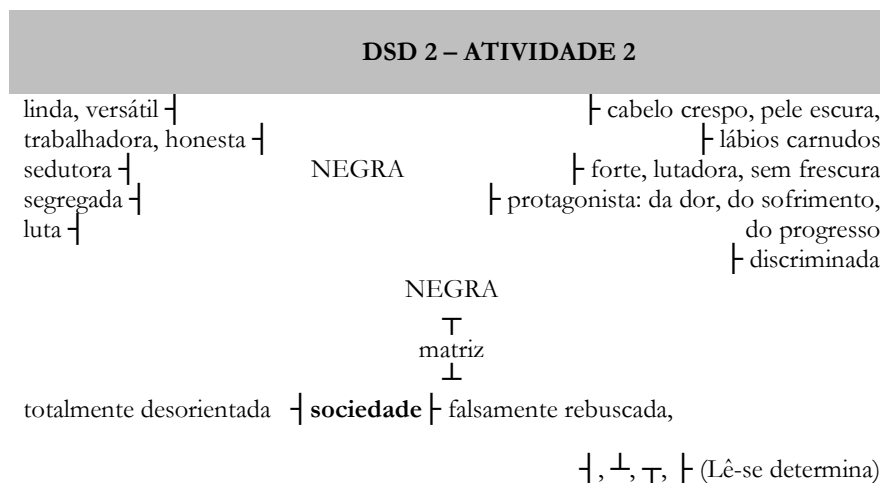 DSD 2 – ATIVIDADE 2
linda, versátil ┤ ├ cabelo crespo, pele escura,
trabalhadora, honesta ┤ ├ lábios carnudos
sedutora ┤ NEGRA ├ forte, lutadora, sem frescura
segregada ┤ ├ protagonista: da dor, do sofrimento,
luta ┤ do progresso
├ discriminada
NEGRA
┬
matriz
┴
totalmente desorientada ┤ sociedade ├ falsamente rebuscada,
┤, ┴, ┬, ├ (Lê-se determina)